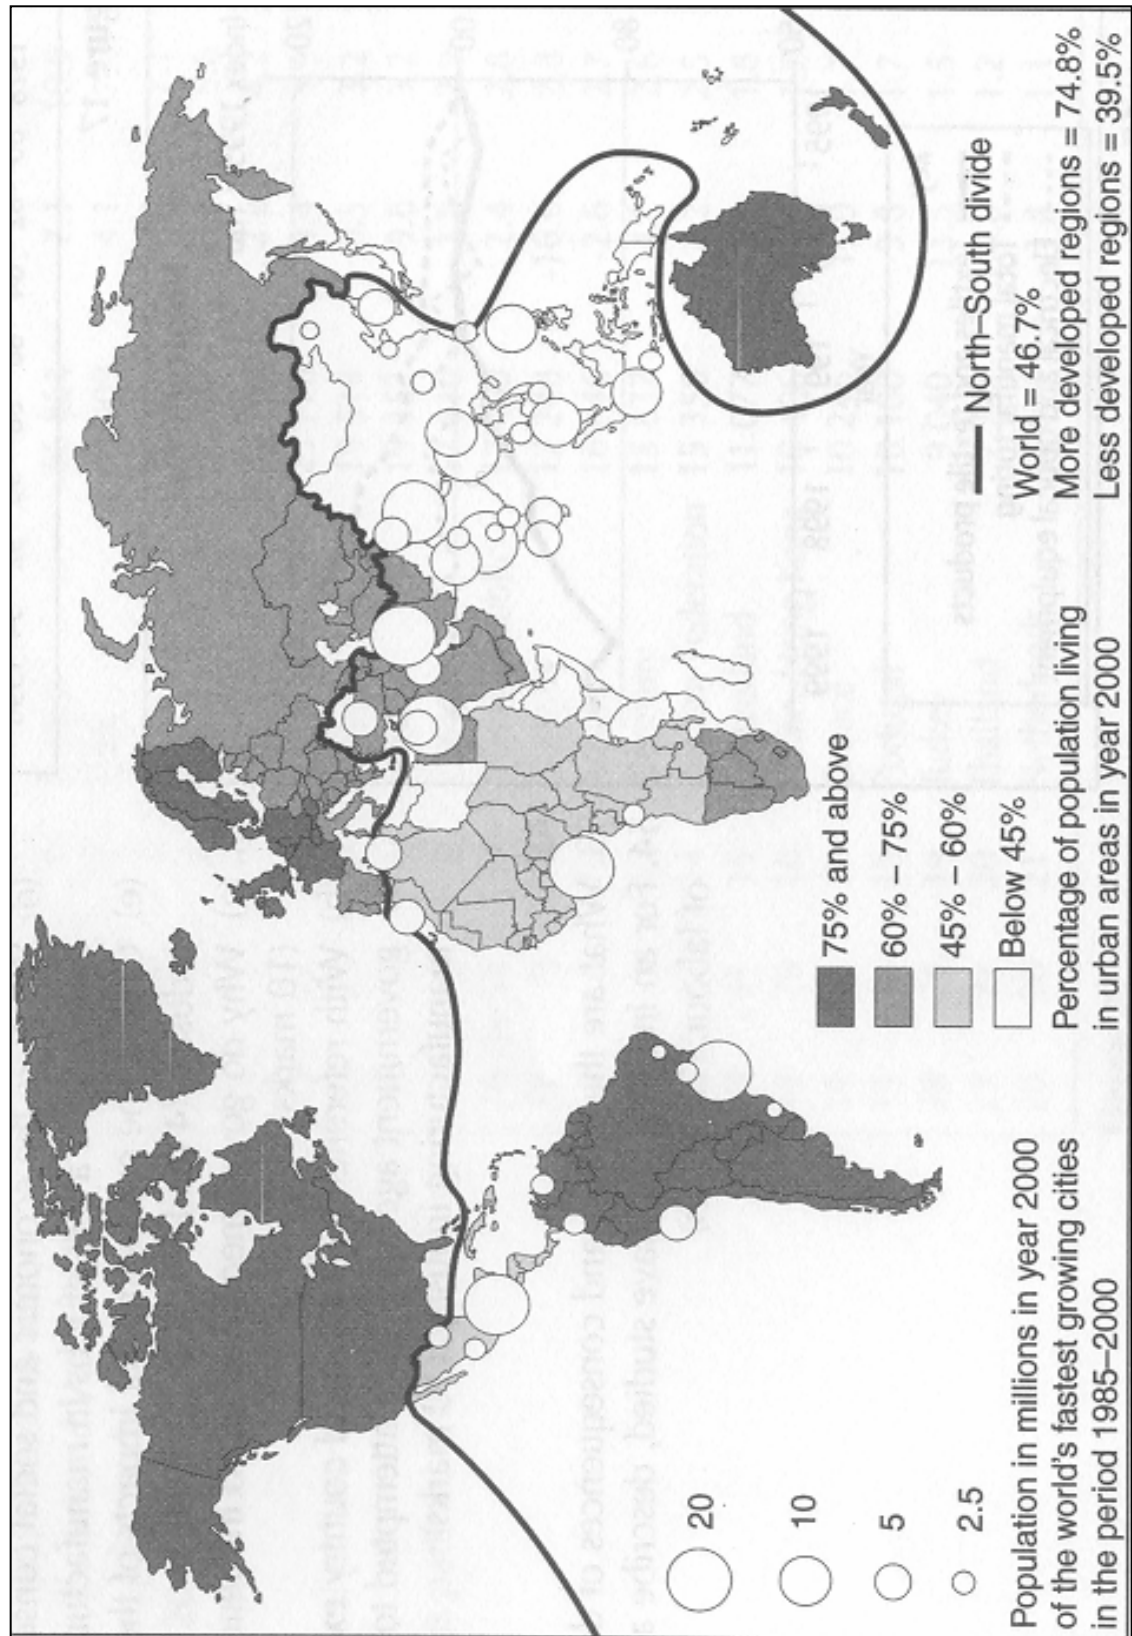 20
10
5
2.5
Population in millions in year 2000
of the world's fastest growing cities
in the period 1985–2000
75% and above
60% – 75%
45% – 60%
Below 45%
Percentage of population living
in urban areas in year 2000
North–South divide
World = 46.7%
More developed regions = 74.8%
Less developed regions = 39.5%